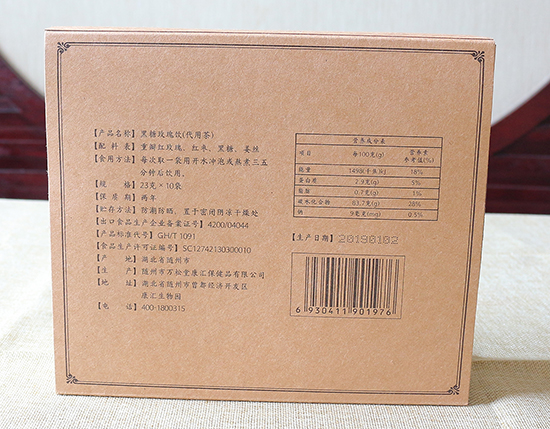 【产品名称】黑糖玫瑰饮(代用茶)
【配 料 表】重瓣红玫瑰、红枣、黑糖、姜丝
【食用方法】每次取一袋用开水冲泡或熬煮三五
分钟后饮用。
【规 格】23克×10袋
【保 质 期】两年
【贮存方法】防潮防晒，置于密闭阴凉干燥处
【出口食品生产企业备案证号】4200/04044
【产品标准代号】GH/T 1091
【食品生产许可证编号】SC12742130300010
【产 地】湖北省随州市
【生 产】随州市万松堂康汇保健品有限公司
【地 址】湖北省随州市曾都经济开发区
康汇生物园
【电 话】400-1800315
营养成分表
项目 每100克(g) 营养素参考值(%)
能量 1498(千焦)kJ 18%
蛋白质 2.9克(g) 5%
脂肪 0.7克(g) 1%
碳水化合物 83.7克(g) 28%
钠 9毫克(mg) 0.5%
【生产日期】20190102
6 930411 901976